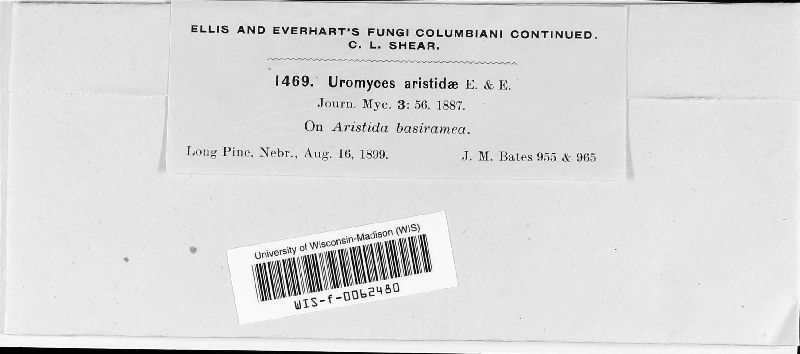 ELLIS AND EVERHART'S FUNGI COLUMBIANI CONTINUED.
C. L. SHEAR.
1469. Uromyces aristidæ E. & E.
Journ. Myc. 3: 56. 1887.
On Aristida basiramea.
Long Pine, Nebr., Aug. 16, 1899. J. M. Bates 955 & 965
University of Wisconsin-Madison (WIS)
WIS-f-0062480